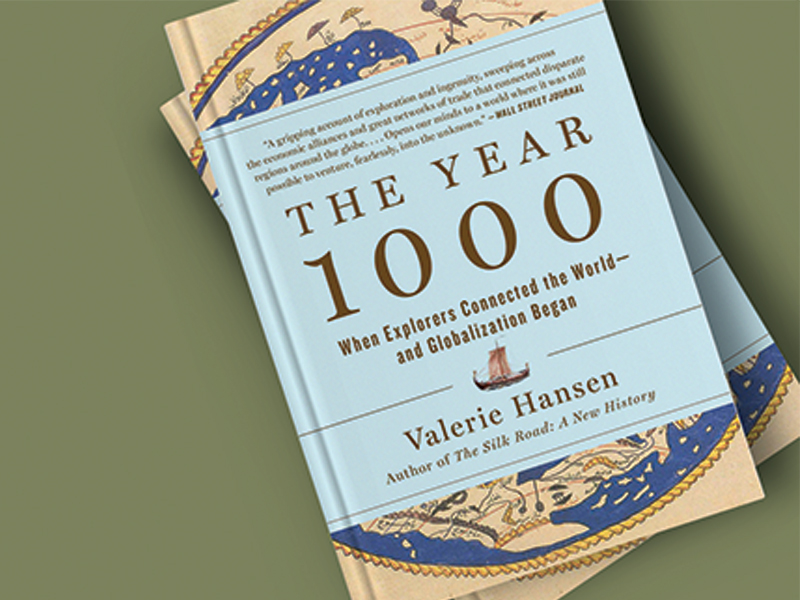 "A gripping account of exploration and ingenuity, sweeping across
the economic alliances and great networks of trade that connected disparate
regions around the globe. . . . Opens our minds to a world where it was still
possible to venture, fearlessly, into the unknown." —WALL STREET JOURNAL
THE YEAR
1000
When Explorers Connected the World—
and Globalization Began
Valerie Hansen
Author of The Silk Road: A New History